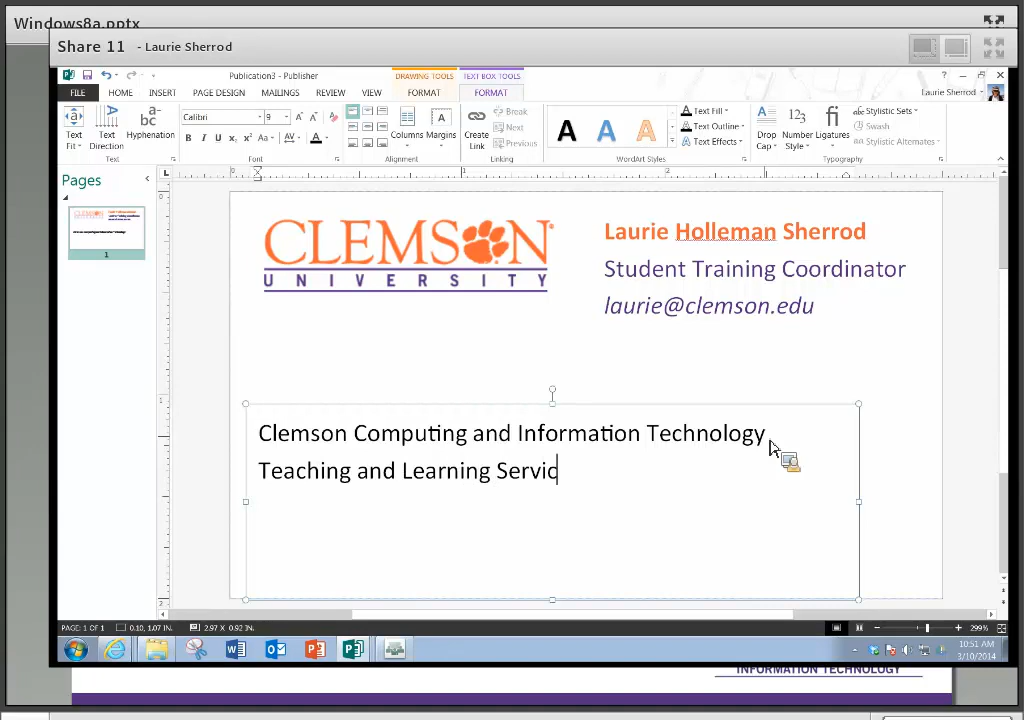 Windows8a.pptx
Share 11 - Laurie Sherrod
Publication3 - Publisher
DRAWING TOOLS
TEXT BOX TOOLS
FILE HOME INSERT PAGE DESIGN MAILINGS REVIEW VIEW FORMAT FORMAT
Laurie Sherrod
Text Fit
Text Direction
Hyphenation
Calibri
9
B I U
Columns
Margins
Create Link
Break
Next
Previous
A A A
Text Fill
Text Outline
Text Effects
Drop Cap
Number Style
Ligatures
Stylistic Sets
Swash
Stylistic Alternates
Text Font Alignment Linking WordArt Styles Typography
Pages
1
CLEMSON
UNIVERSITY
Laurie Holleman Sherrod
Student Training Coordinator
laurie@clemson.edu
Clemson Computing and Information Technology
Teaching and Learning Servic
PAGE: 1 OF 1
0.10, 1.07 IN.
2.97 X 0.92 IN.
299%
10:51 AM
3/10/2014
INFORMATION TECHNOLOGY